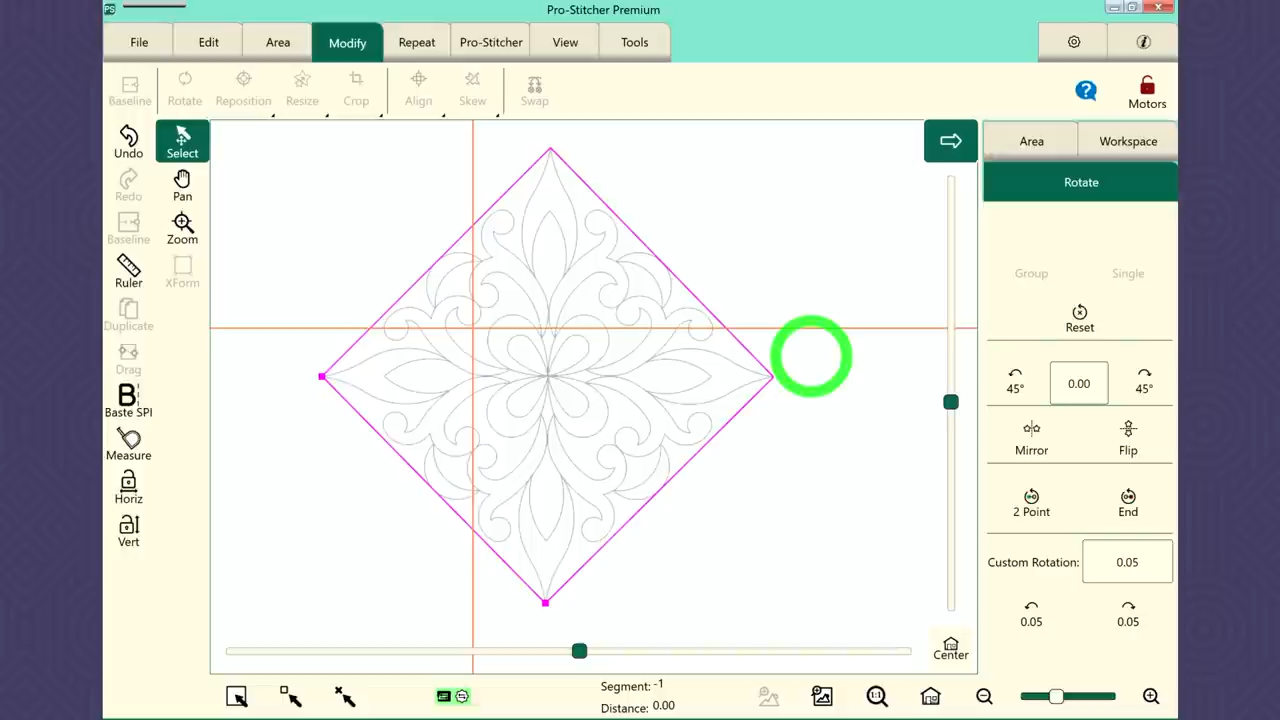 PS
Pro-Stitcher Premium
File Edit Area Modify Repeat Pro-Stitcher View Tools
Baseline Rotate Reposition Resize Crop Align Skew Swap
? Motors
Undo Select
Redo Pan
Baseline Zoom
Ruler XForm
Duplicate
Drag
B
Baste SPI
Measure
Horiz
Vert
Area Workspace
Rotate
Group Single
Reset
45° 0.00 45°
Mirror Flip
2 Point End
Custom Rotation: 0.05
0.05 0.05
Center
Segment: -1
Distance: 0.00
1:1